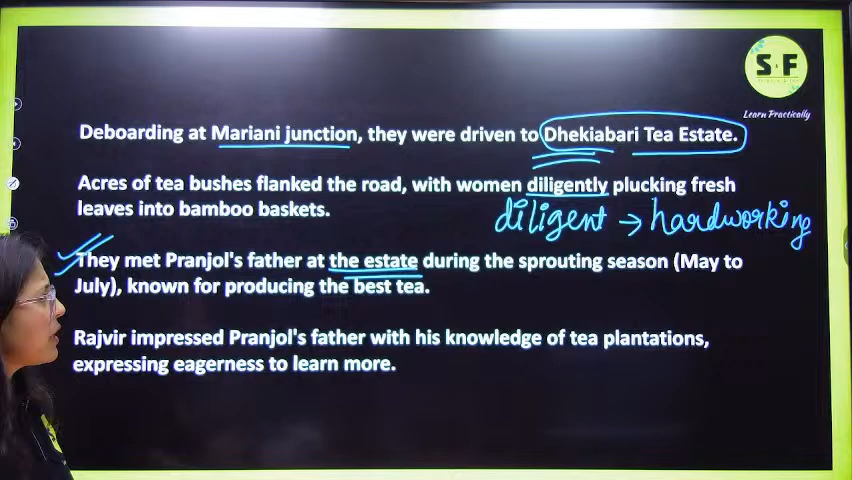 S&F
Learn Practically
Deboarding at Mariani junction, they were driven to Dhekiabari Tea Estate.
Acres of tea bushes flanked the road, with women diligently plucking fresh
leaves into bamboo baskets.
diligent → hardworking
They met Pranjol's father at the estate during the sprouting season (May to
July), known for producing the best tea.
Rajvir impressed Pranjol's father with his knowledge of tea plantations,
expressing eagerness to learn more.